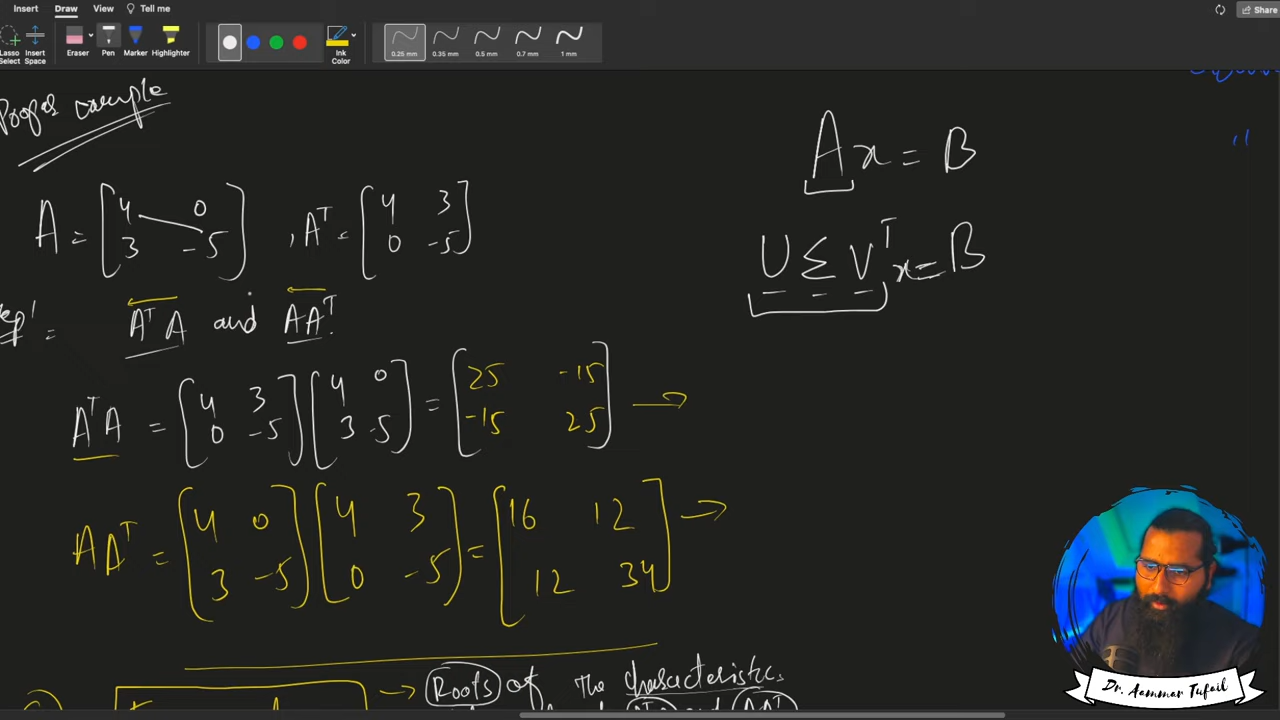 Insert Draw View Tell me
Share
Lasso Select Insert Space Eraser Pen Marker Highlighter Ink Color 0.25 mm 0.35 mm 0.5 mm 0.7 mm 1 mm
example
A = [4 0 3 -5] , Aᵀ = [4 3 0 -5]
AᵀA and AAᵀ.
AᵀA = [4 3 0 -5] [4 0 3 -5] = [25 -15 -15 25] →
AAᵀ = [4 0 3 -5] [4 3 0 -5] = [16 12 12 34] →
→ Roots of the characteristic
Ax = B
UΣVᵀx = B
Dr. Aammar Tufail